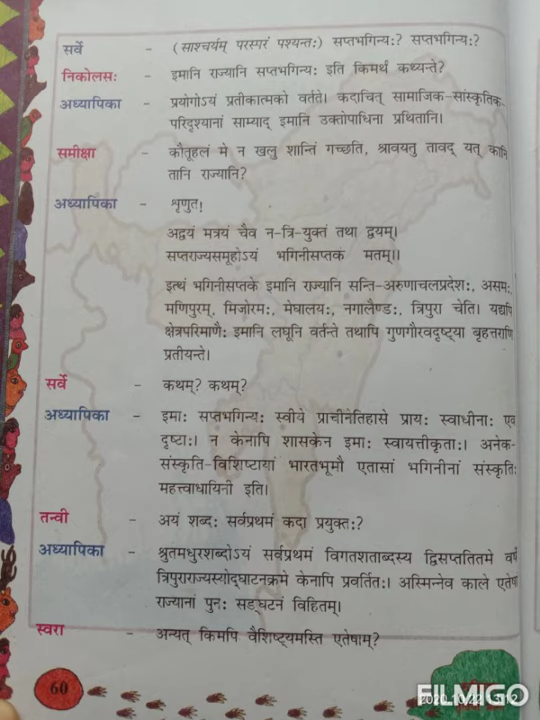 सर्वे - (साश्चर्यम् परस्परं पश्यन्तः) सप्तभगिन्यः? सप्तभगिन्यः?
निकोलसः - इमानि राज्यानि सप्तभगिन्यः इति किमर्थं कथ्यन्ते?
अध्यापिका - प्रयोगोऽयं प्रतीकात्मको वर्तते। कदाचित् सामाजिक-सांस्कृतिक-
परिदृश्यानां साम्याद् इमानि उक्तोपाधिना प्रथितानि।
समीक्षा - कौतूहलं मे न खलु शान्तिं गच्छति, श्रावयतु तावद् यत् कानि
तानि राज्यानि?
अध्यापिका - शृणुत!
अद्वयं मत्रयं चैव न-त्रि-युक्तं तथा द्वयम्।
सप्तराज्यसमूहोऽयं भगिनीसप्तकं मतम्।।
इत्थं भगिनीसप्तके इमानि राज्यानि सन्ति-अरुणाचलप्रदेशः, असमः,
मणिपुरम्, मिजोरमः, मेघालयः, नगालैण्डः, त्रिपुरा चेति। यद्यपि
क्षेत्रपरिमाणैः इमानि लघूनि वर्तन्ते तथापि गुणगौरवदृष्ट्या बृहत्तराणि
प्रतीयन्ते।
सर्वे - कथम्? कथम्?
अध्यापिका - इमाः सप्तभगिन्यः स्वीये प्राचीनेतिहासे प्रायः स्वाधीनाः एव
दृष्टाः। न केनापि शासकेन इमाः स्वायत्तीकृताः। अनेक-
संस्कृति-विशिष्टायां भारतभूमौ एतासां भगिनीनां संस्कृतिः
महत्त्वाधायिनी इति।
तन्वी - अयं शब्दः सर्वप्रथमं कदा प्रयुक्तः?
अध्यापिका - श्रुतमधुरशब्दोऽयं सर्वप्रथमं विगतशताब्दस्य द्विसप्ततितमे वर्षे
त्रिपुराराज्यस्योद्घाटनक्रमे केनापि प्रवर्तितः। अस्मिन्नेव काले एतेषां
राज्यानां पुनः सङ्घटनं विहितम्।
स्वरा - अन्यत् किमपि वैशिष्ट्यमस्ति एतेषाम्?
60
FILMIGO